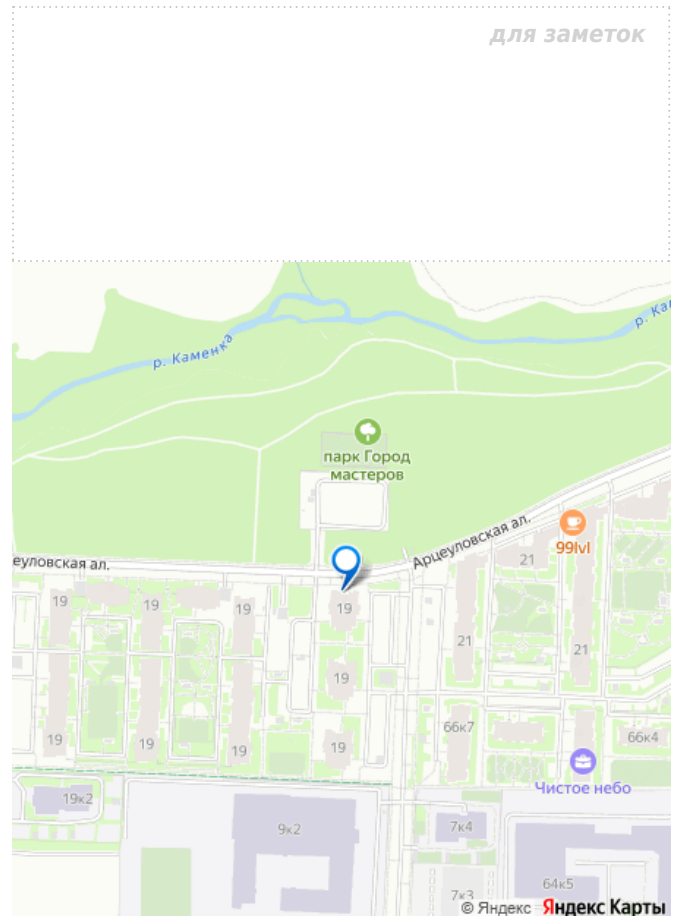 для заметок
р. Каменка
р. Ка
парк Город
мастеров
Арцеуловская ал.
99lvl
еуловская ал.
21
19
19
19
19
21
21
19
66к7
66к4
19
19
19
19
Чистое небо
19к2
9к2
7к4
7к3
64к5
© Яндекс Яндекс Карты